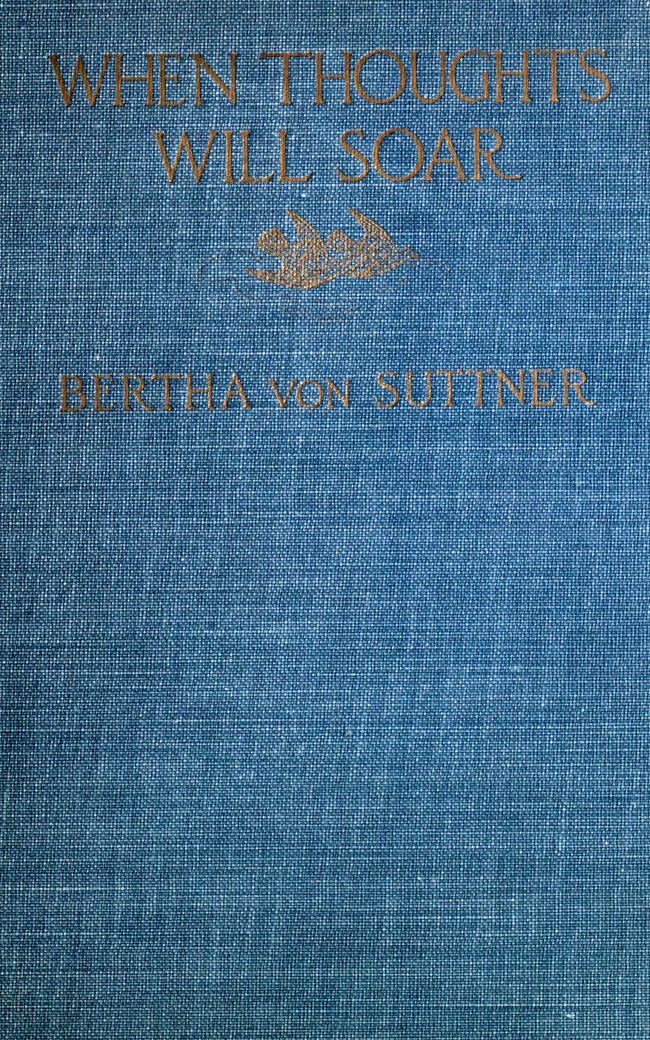 WHEN THOUGHTS
WILL SOAR
BERTHA VON SUTTNER